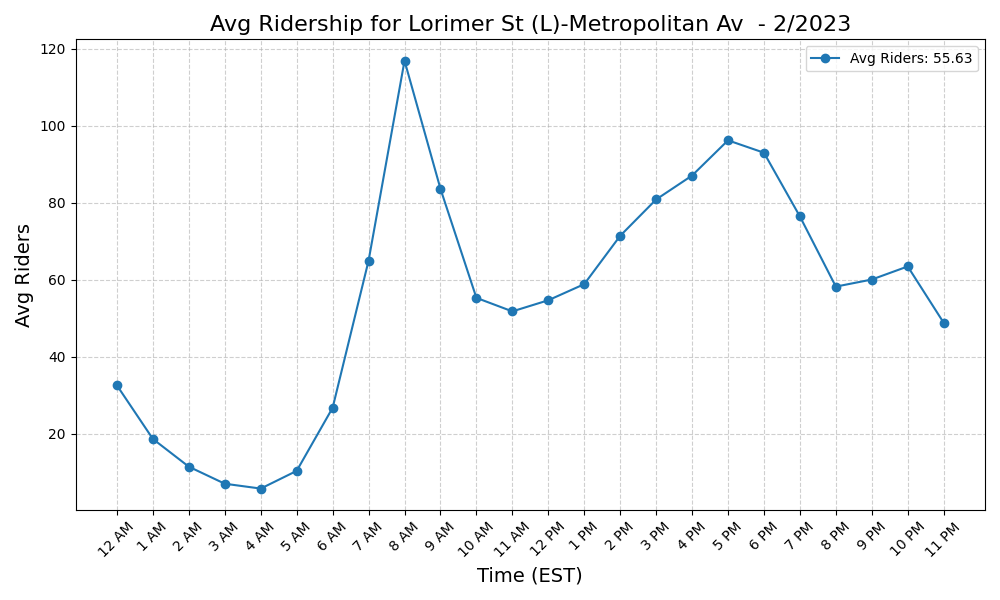 Avg Ridership for Lorimer St (L)-Metropolitan Av  - 2/2023
Avg Riders: 55.63
Avg Riders
120
100
80
60
40
20
12 AM
1 AM
2 AM
3 AM
4 AM
5 AM
6 AM
7 AM
8 AM
9 AM
10 AM
11 AM
12 PM
1 PM
2 PM
3 PM
4 PM
5 PM
6 PM
7 PM
8 PM
9 PM
10 PM
11 PM
Time (EST)